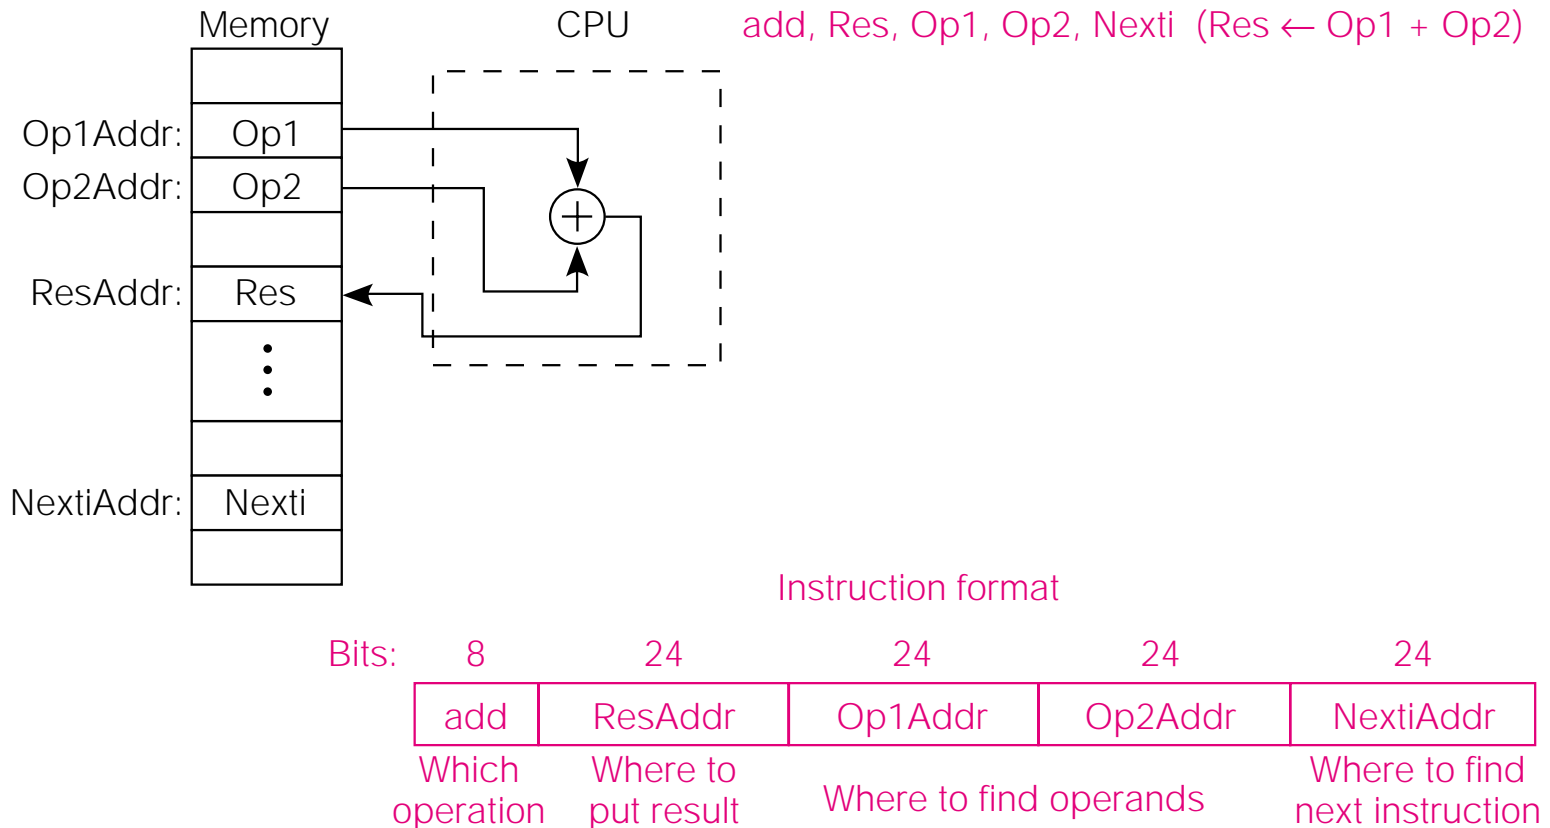 Memory CPU add, Res, Op1, Op2, Nexti (Res ← Op1 + Op2)
Op1Addr: Op1
Op2Addr: Op2
+
ResAddr: Res
NextiAddr: Nexti
Instruction format
Bits: 8 24 24 24 24
add ResAddr Op1Addr Op2Addr NextiAddr
Which operation
Where to put result
Where to find operands
Where to find next instruction